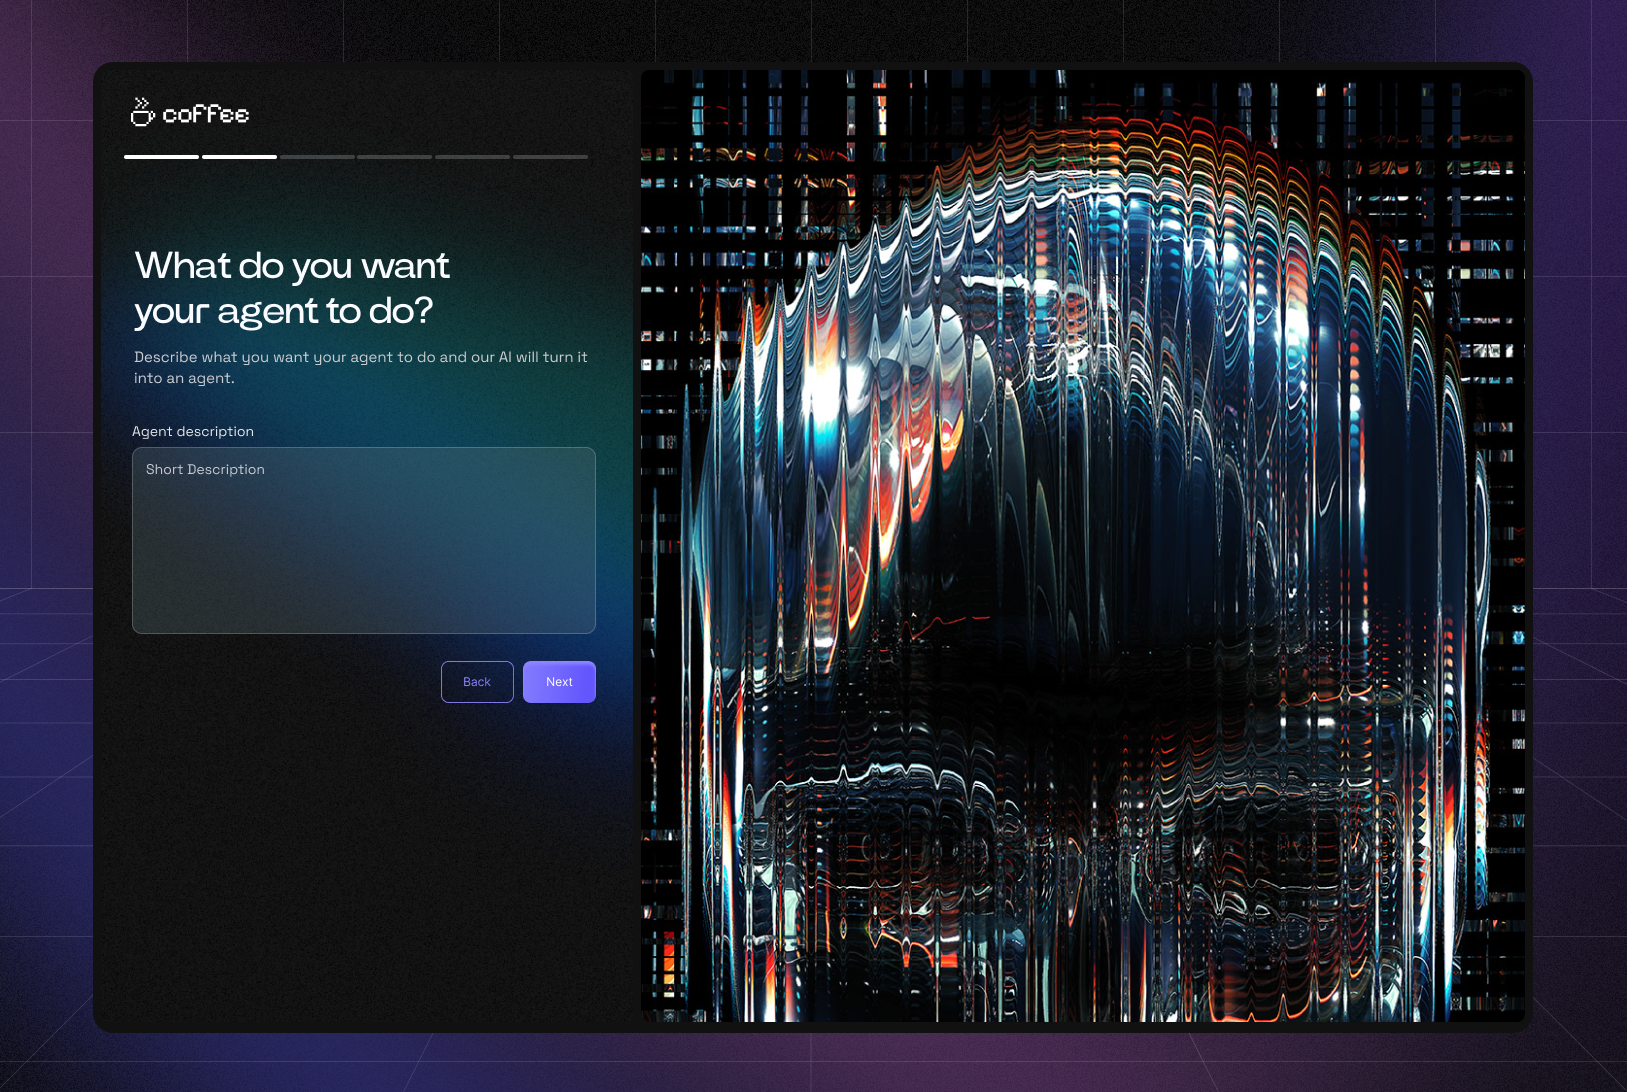 coffee
What do you want
your agent to do?
Describe what you want your agent to do and our AI will turn it
into an agent.
Agent description
Short Description
Back
Next